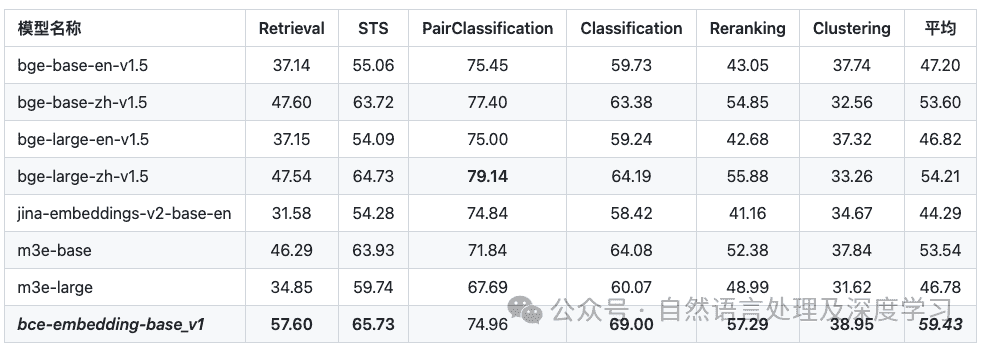 模型名称 Retrieval STS PairClassification Classification Reranking Clustering 平均
bge-base-en-v1.5 37.14 55.06 75.45 59.73 43.05 37.74 47.20
bge-base-zh-v1.5 47.60 63.72 77.40 63.38 54.85 32.56 53.60
bge-large-en-v1.5 37.15 54.09 75.00 59.24 42.68 37.32 46.82
bge-large-zh-v1.5 47.54 64.73 79.14 64.19 55.88 33.26 54.21
jina-embeddings-v2-base-en 31.58 54.28 74.84 58.42 41.16 34.67 44.29
m3e-base 46.29 63.93 71.84 64.08 52.38 37.84 53.54
m3e-large 34.85 59.74 67.69 60.07 48.99 31.62 46.78
公众号 · 自然语言处理及深度学习
bce-embedding-base_v1 57.60 65.73 74.96 69.00 57.29 38.95 59.43